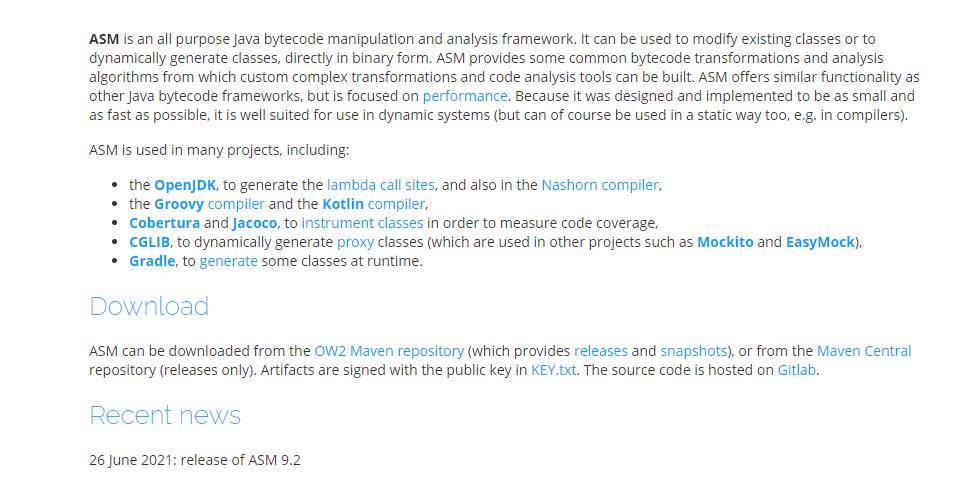 ASM is an all purpose Java bytecode manipulation and analysis framework. It can be used to modify existing classes or to
dynamically generate classes, directly in binary form. ASM provides some common bytecode transformations and analysis
algorithms from which custom complex transformations and code analysis tools can be built. ASM offers similar functionality as
other Java bytecode frameworks, but is focused on performance. Because it was designed and implemented to be as small and
as fast as possible, it is well suited for use in dynamic systems (but can of course be used in a static way too, e.g. in compilers).
ASM is used in many projects, including:
• the OpenJDK, to generate the lambda call sites, and also in the Nashorn compiler,
• the Groovy compiler and the Kotlin compiler,
• Cobertura and Jacoco, to instrument classes in order to measure code coverage,
• CGLIB, to dynamically generate proxy classes (which are used in other projects such as Mockito and EasyMock),
• Gradle, to generate some classes at runtime.
Download
ASM can be downloaded from the OW2 Maven repository (which provides releases and snapshots), or from the Maven Central
repository (releases only). Artifacts are signed with the public key in KEY.txt. The source code is hosted on Gitlab.
Recent news
26 June 2021: release of ASM 9.2